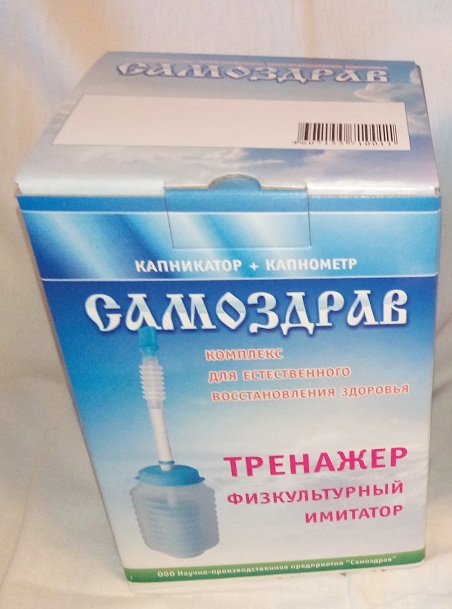 САМОЗДРАВ
КАПНИКАТОР + КАПНОМЕТР
САМОЗДРАВ
КОМПЛЕКС
ДЛЯ ЕСТЕСТВЕННОГО
ВОССТАНОВЛЕНИЯ ЗДОРОВЬЯ
ТРЕНАЖЕР
ФИЗКУЛЬТУРНЫЙ
ИМИТАТОР
ООО Научно-производственное предприятие "Самоздрав"